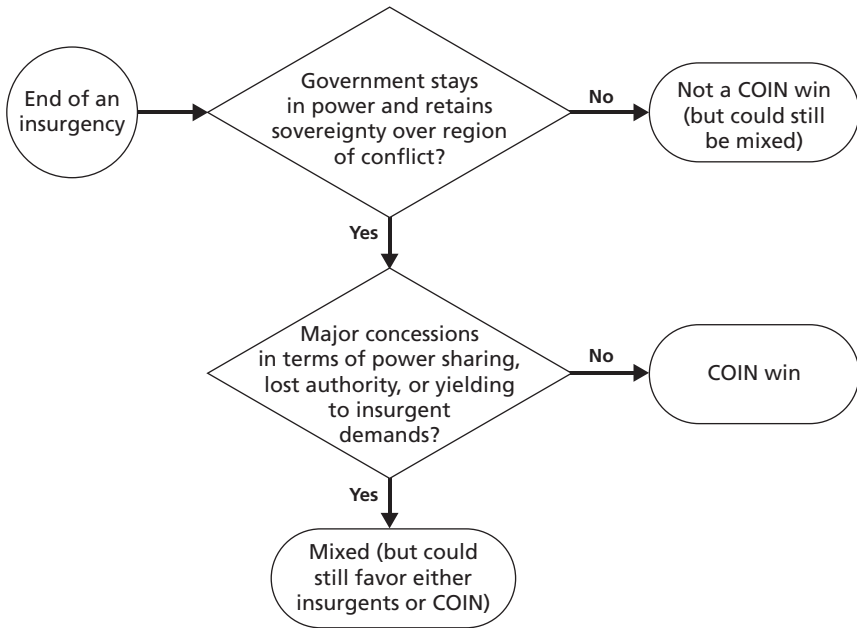 End of an
insurgency
Government stays
in power and retains
sovereignty over region
of conflict?
No
Not a COIN win
(but could still
be mixed)
Yes
Major concessions
in terms of power sharing,
lost authority, or yielding
to insurgent
demands?
No
COIN win
Yes
Mixed (but could
still favor either
insurgents or COIN)